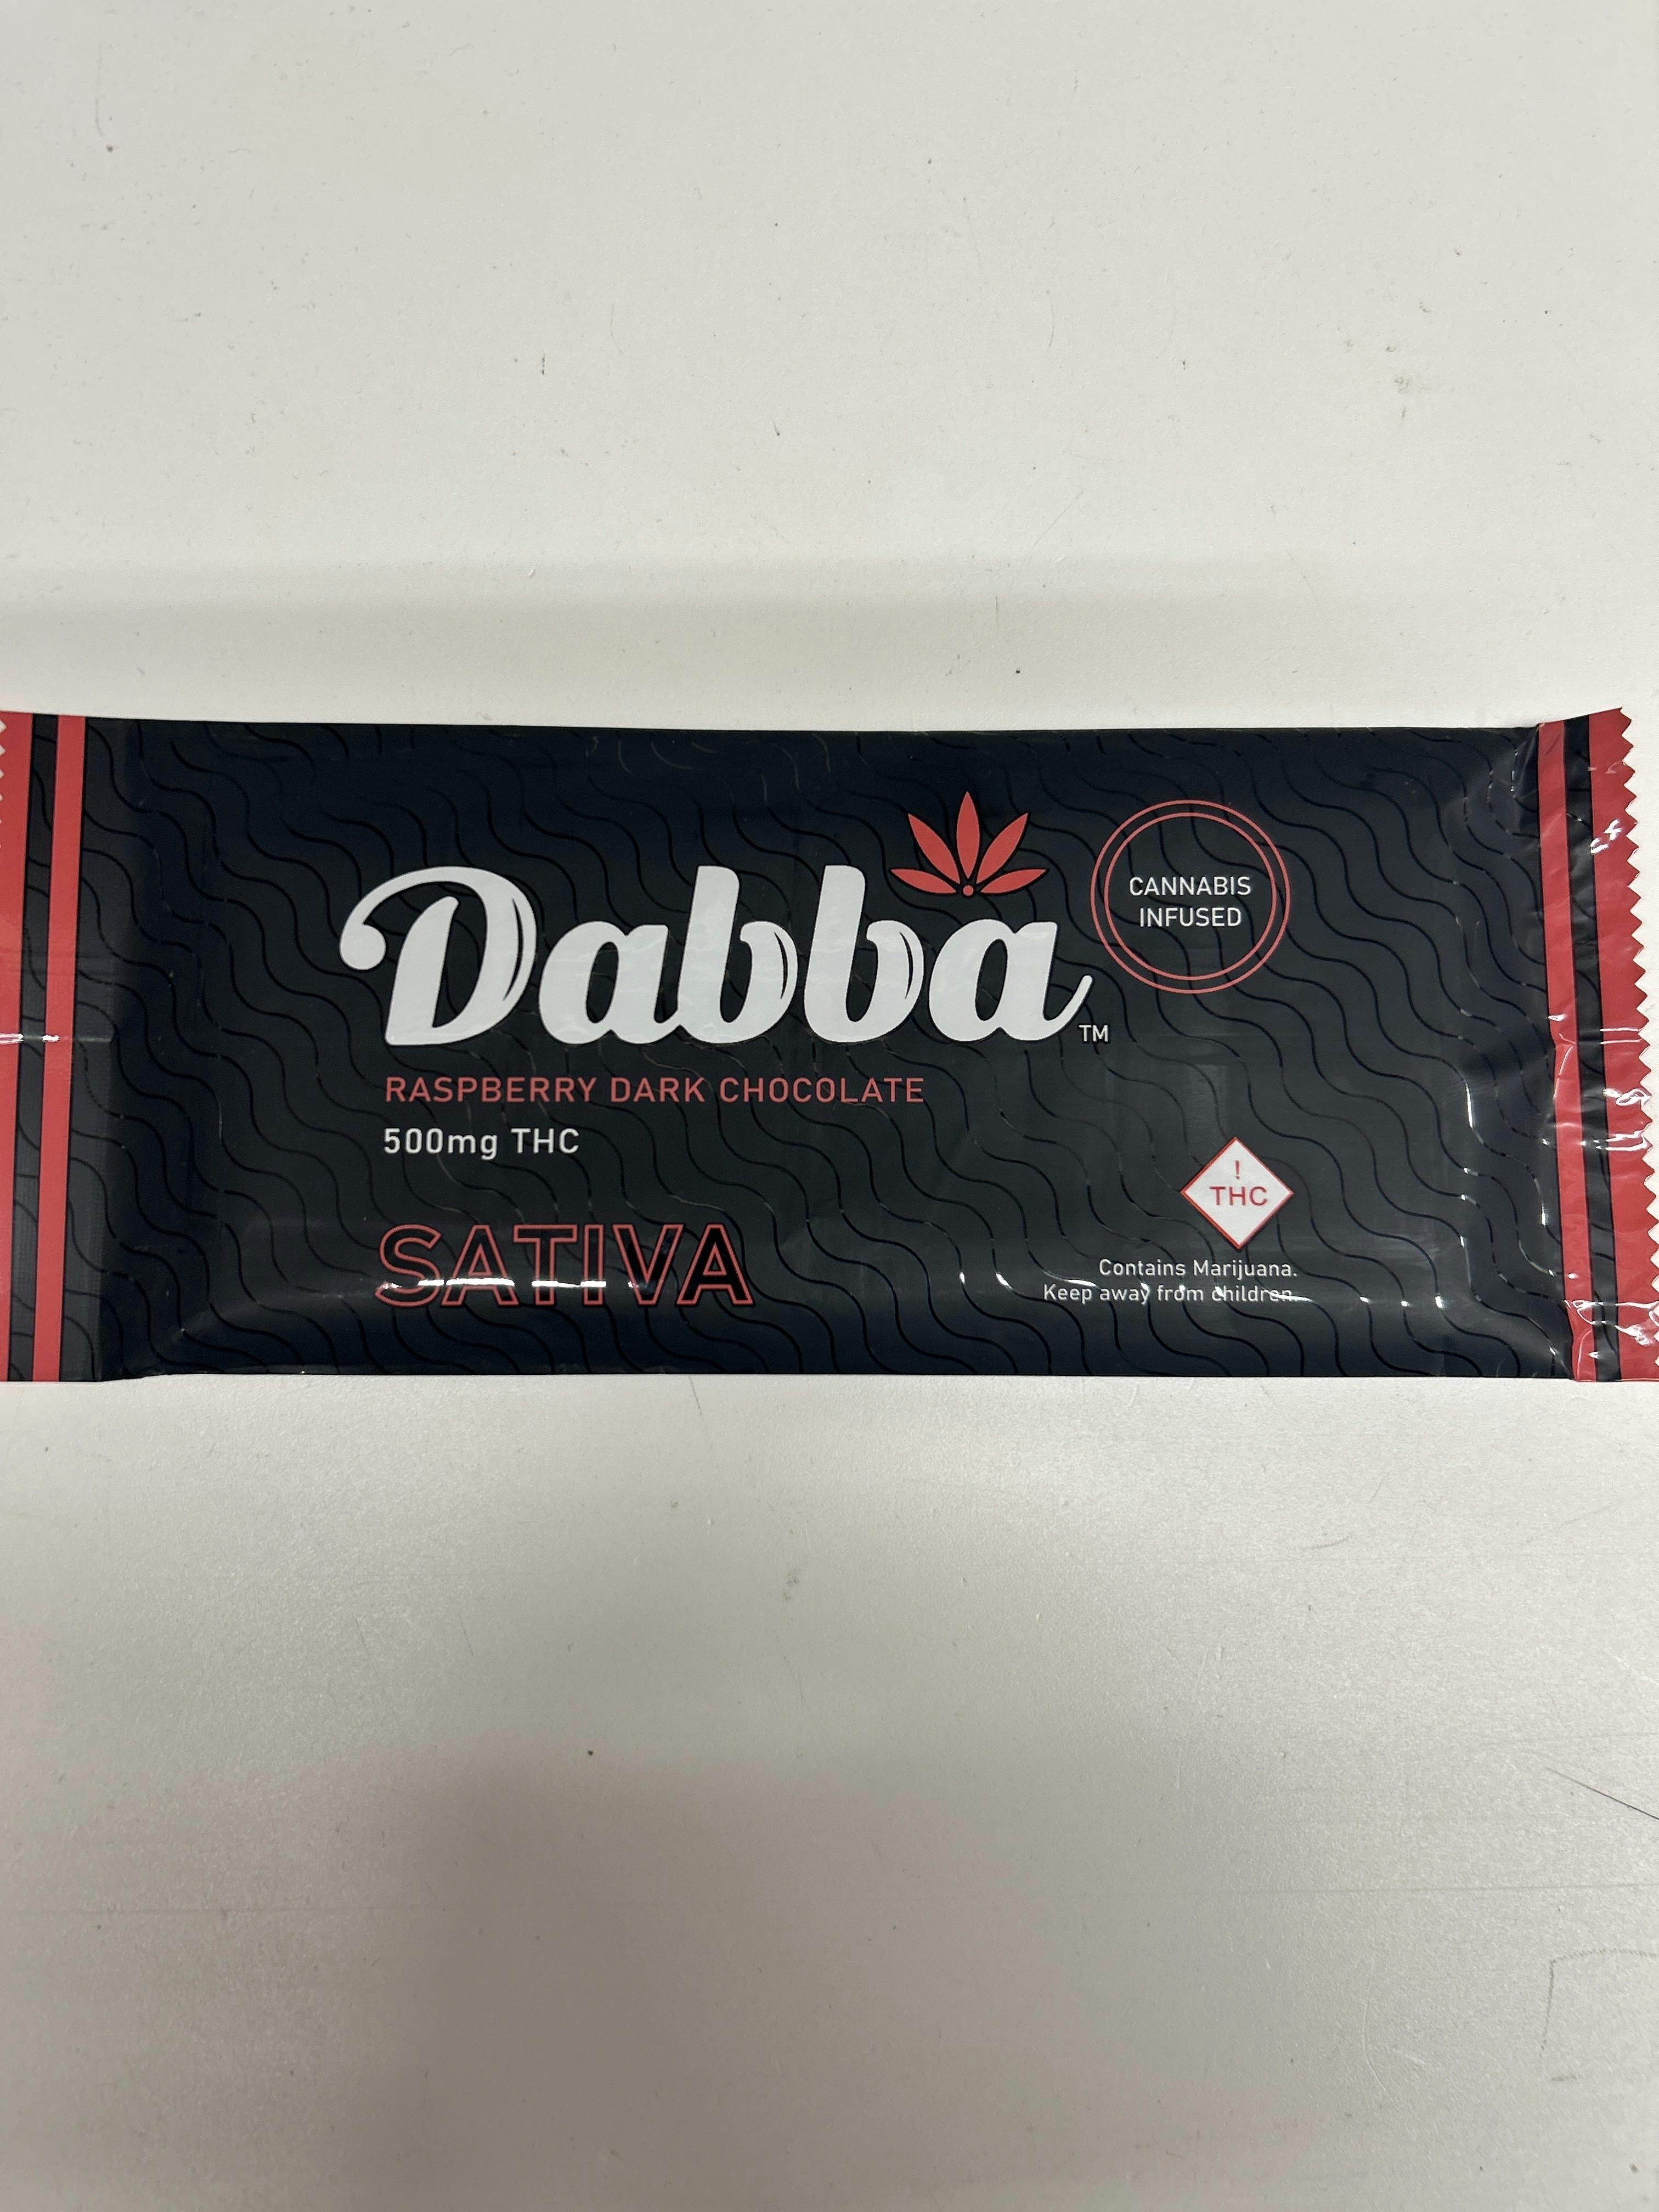 Dabba
TM
CANNABIS
INFUSED
RASPBERRY DARK CHOCOLATE
500mg THC
SATIVA
!
THC
Contains Marijuana.
Keep away from children.